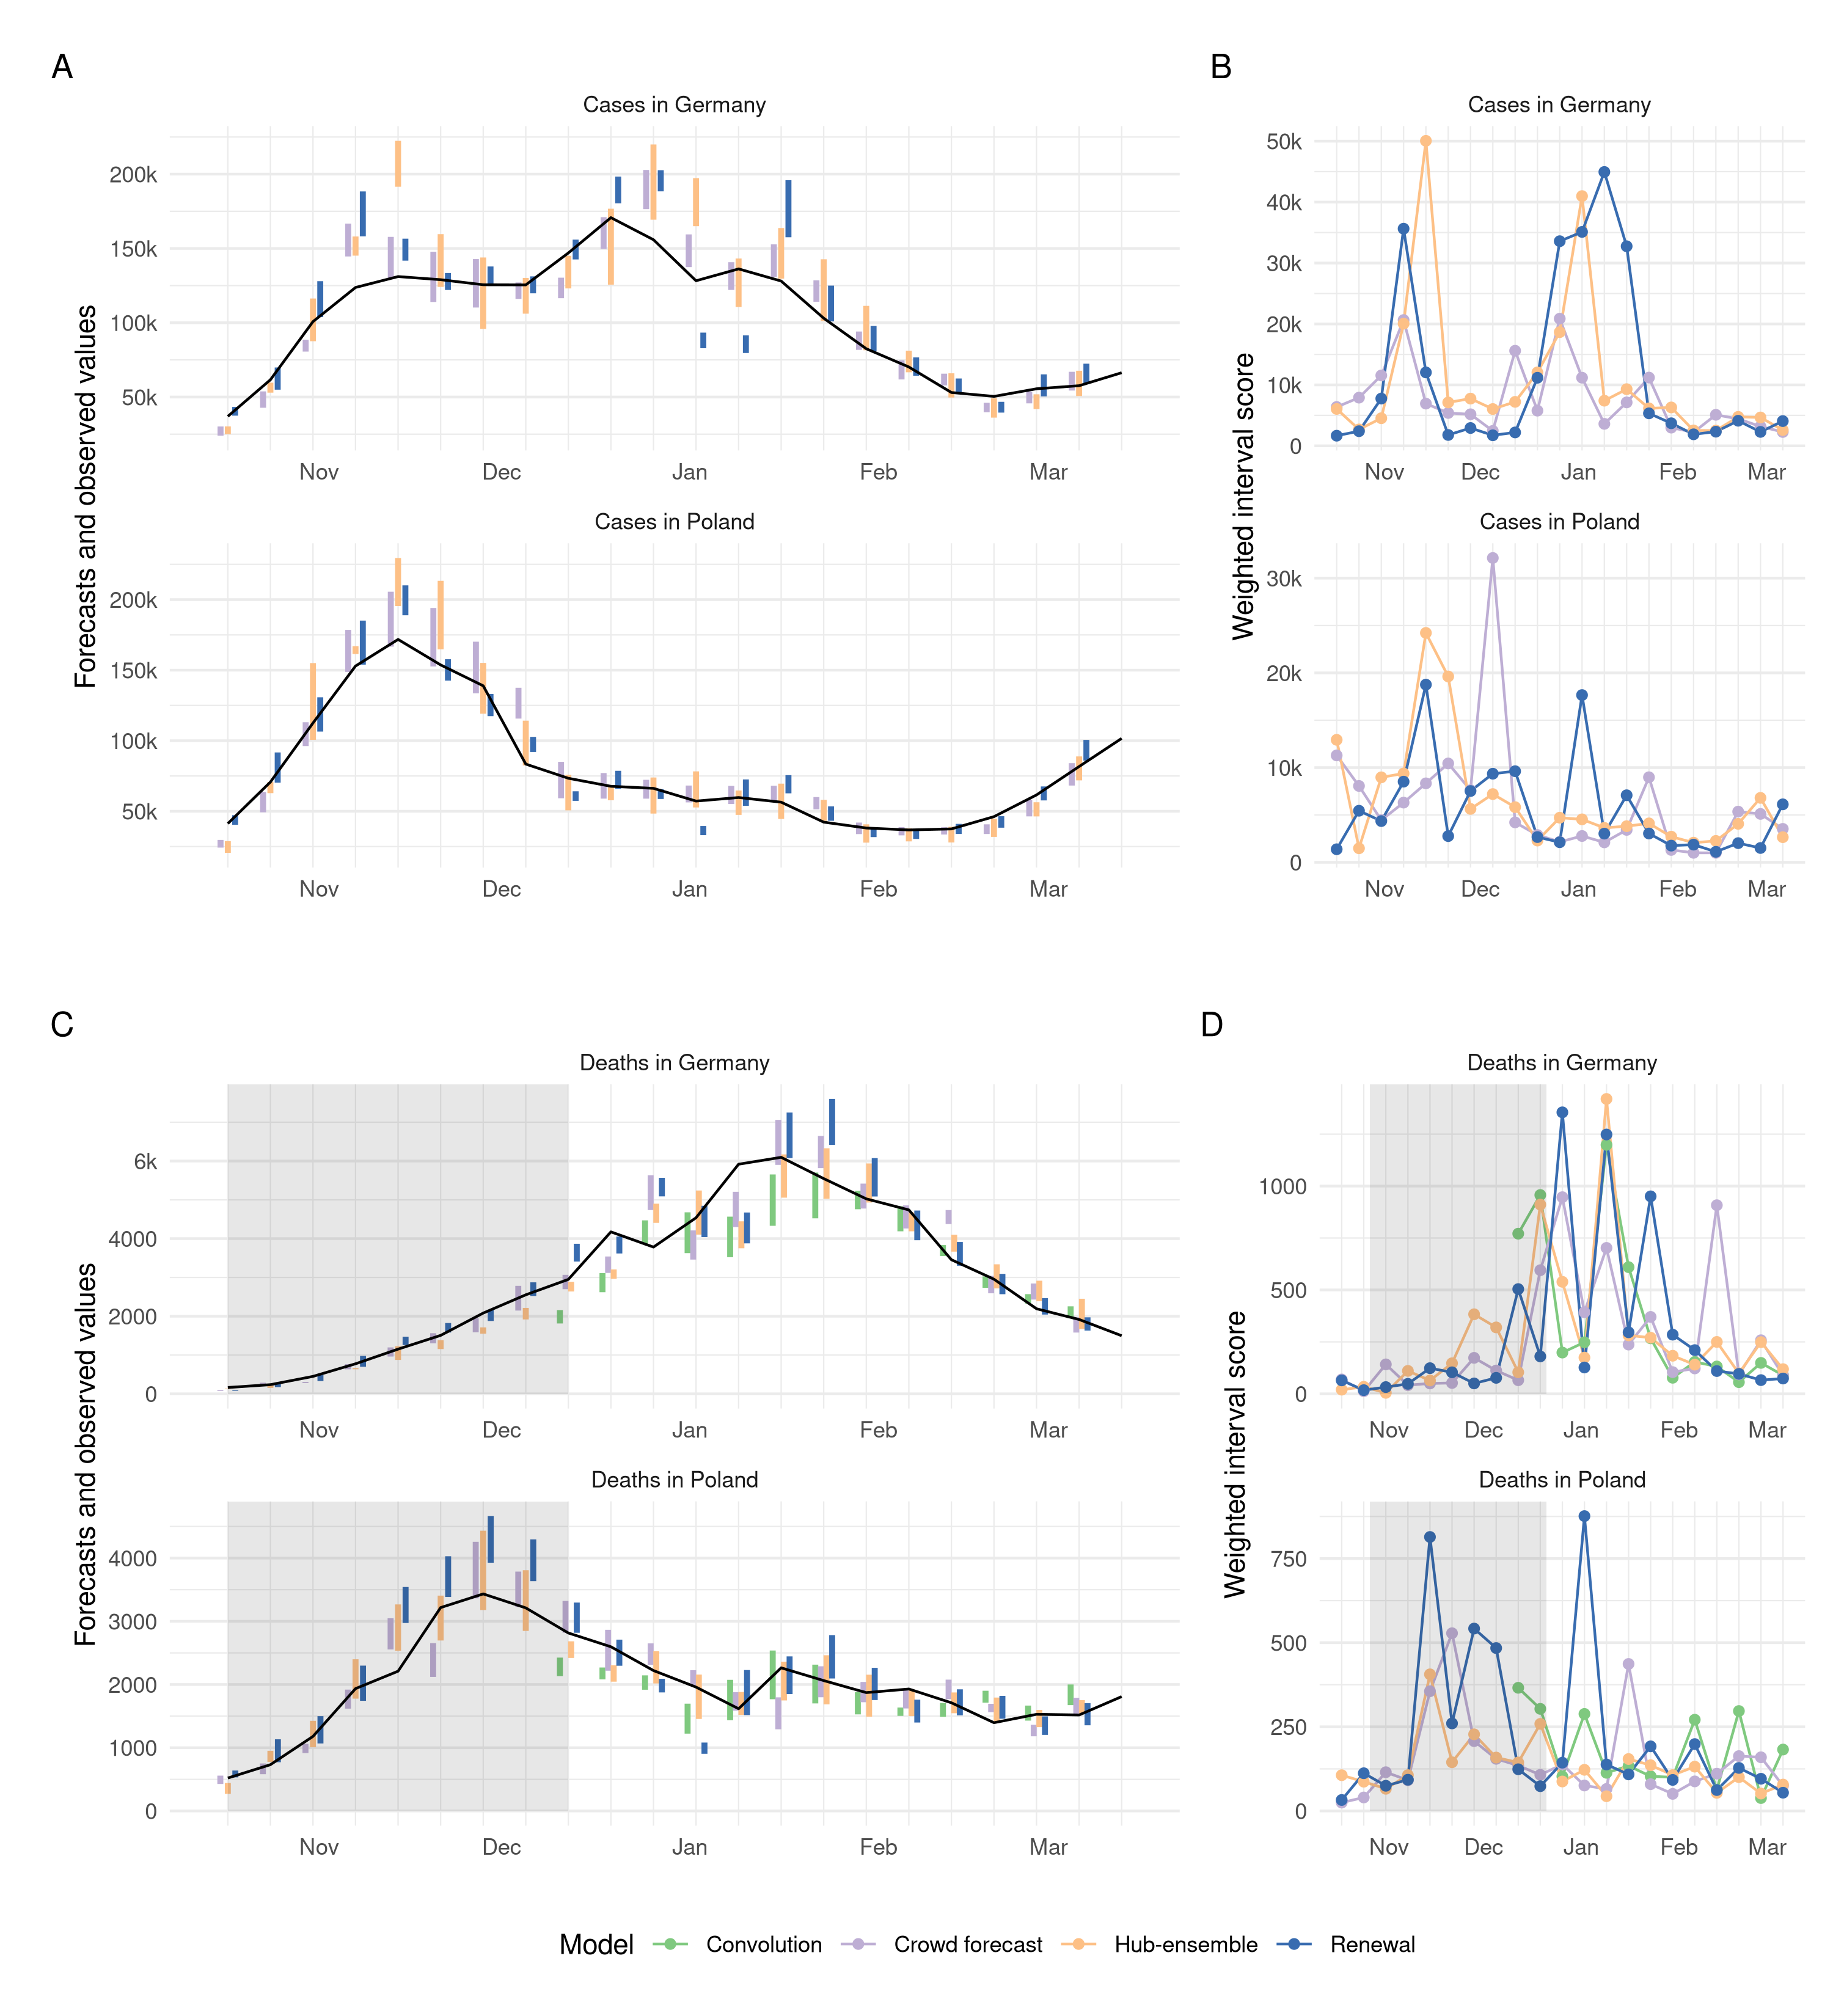 A
B
Cases in Germany
Cases in Germany
Forecasts and observed values
200k
150k
100k
50k
Nov Dec Jan Feb Mar
Weighted interval score
50k
40k
30k
20k
10k
0
Nov Dec Jan Feb Mar
Cases in Poland
Cases in Poland
200k
150k
100k
50k
Nov Dec Jan Feb Mar
30k
20k
10k
0
Nov Dec Jan Feb Mar
C
D
Deaths in Germany
Deaths in Germany
Forecasts and observed values
6k
4000
2000
0
Nov Dec Jan Feb Mar
Weighted interval score
1000
500
0
Nov Dec Jan Feb Mar
Deaths in Poland
Deaths in Poland
4000
3000
2000
1000
0
Nov Dec Jan Feb Mar
750
500
250
0
Nov Dec Jan Feb Mar
Model Convolution Crowd forecast Hub-ensemble Renewal